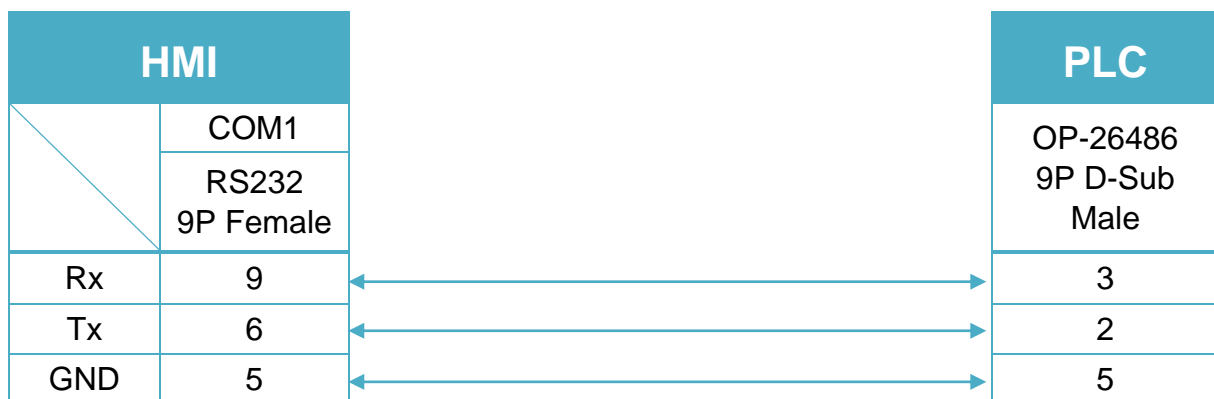 HMI
PLC
COM1
RS232
9P Female
OP-26486
9P D-Sub
Male
Rx 9 3
Tx 6 2
GND 5 5